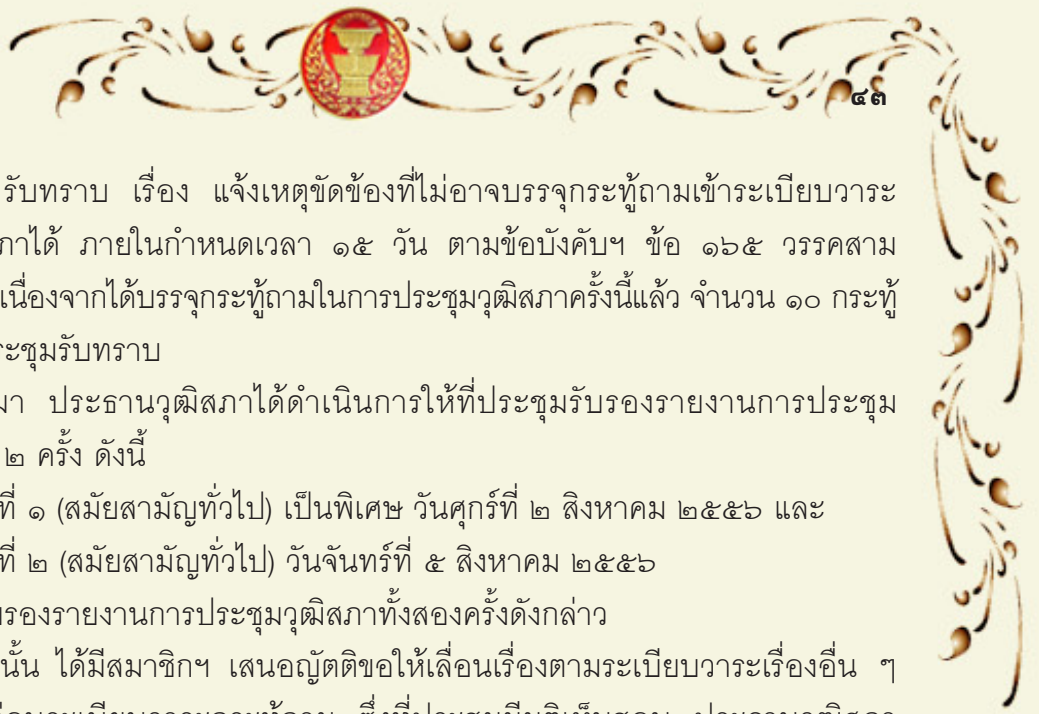 ๔๓
รับทราบ เรื่อง แจ้งเหตุขัดข้องที่ไม่อาจบรรจุกระทู้ถามเข้าระเบียบวาระ
ภาได้ ภายในกำหนดเวลา ๑๕ วัน ตามข้อบังคับฯ ข้อ ๑๖๕ วรรคสาม
เนื่องจากได้บรรจุกระทู้ถามในการประชุมวุฒิสภาครั้งนี้แล้ว จำนวน ๑๐ กระทู้
ระชุมรับทราบ
มา ประธานวุฒิสภาได้ดำเนินการให้ที่ประชุมรับรองรายงานการประชุม
๒ ครั้ง ดังนี้
ที่ ๑ (สมัยสามัญทั่วไป) เป็นพิเศษ วันศุกร์ที่ ๒ สิงหาคม ๒๕๕๖ และ
ที่ ๒ (สมัยสามัญทั่วไป) วันจันทร์ที่ ๕ สิงหาคม ๒๕๕๖
รองรายงานการประชุมวุฒิสภาทั้งสองครั้งดังกล่าว
นั้น ได้มีสมาชิกฯ เสนอญัตติขอให้เลื่อนเรื่องตามระเบียบวาระเรื่องอื่น ๆ